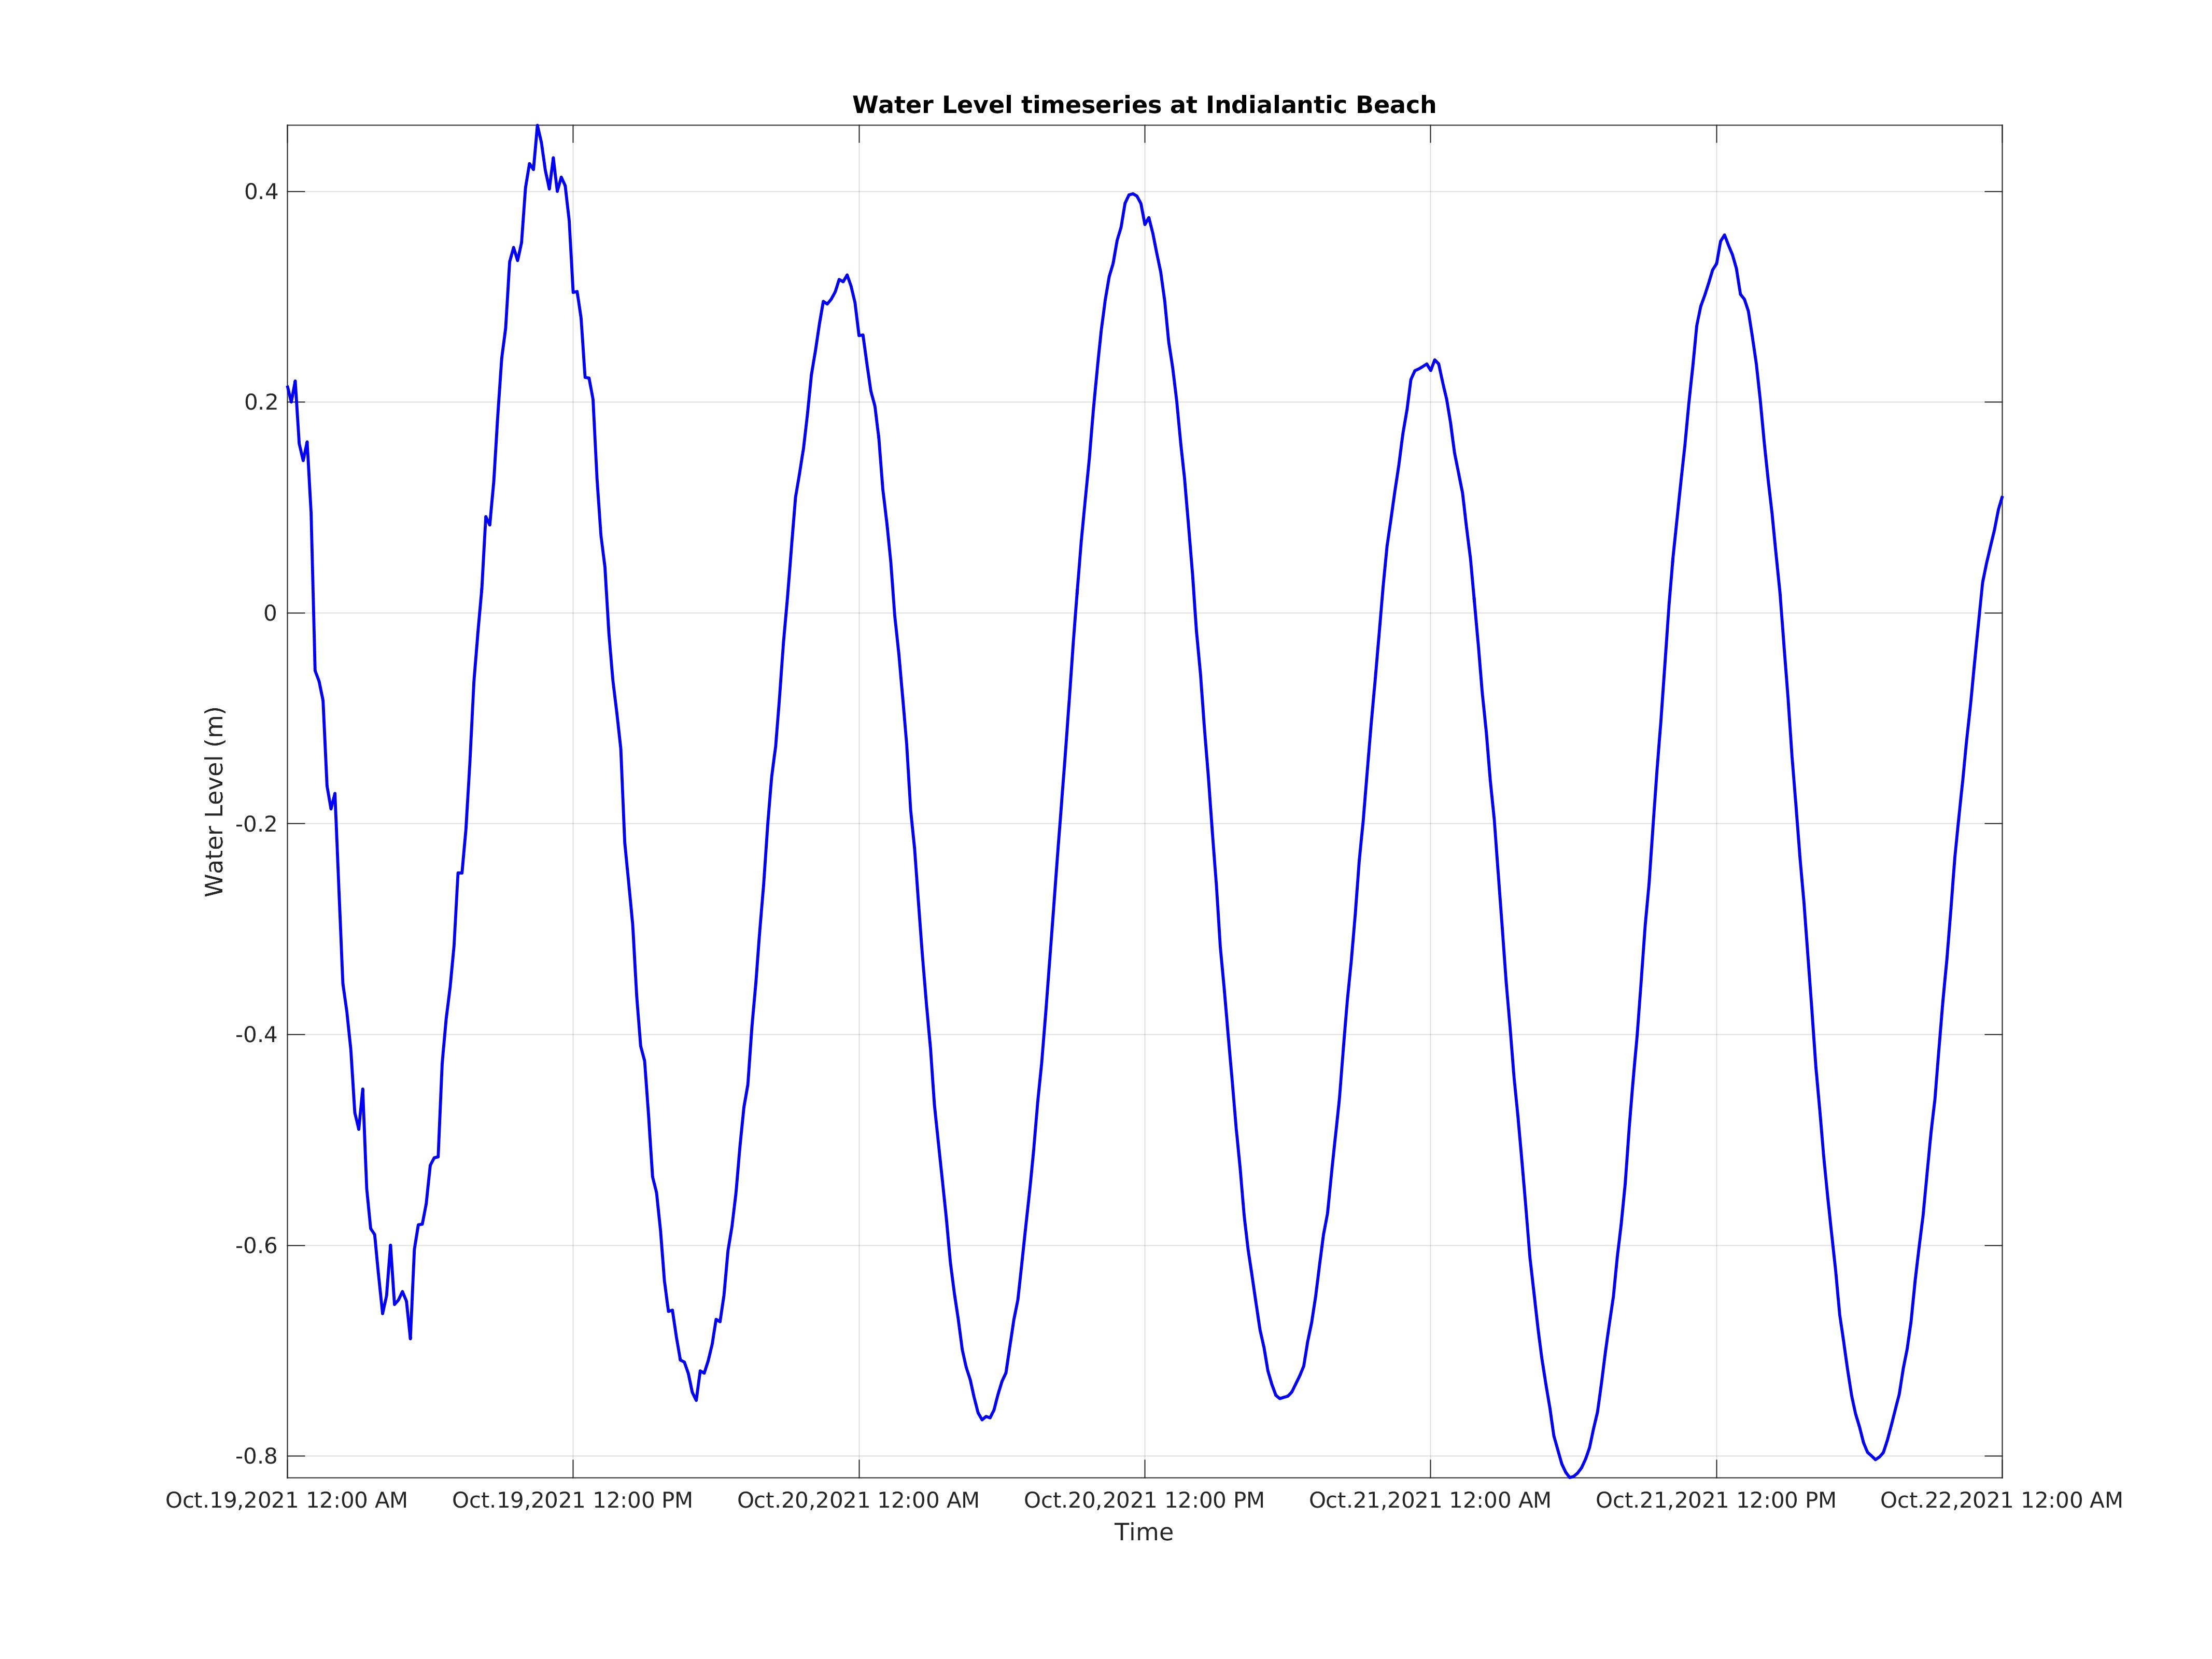 Water Level timeseries at Indialantic Beach
0.4
0.2
0
-0.2
-0.4
-0.6
-0.8
Water Level (m)
Oct.19,2021 12:00 AM
Oct.19,2021 12:00 PM
Oct.20,2021 12:00 AM
Oct.20,2021 12:00 PM
Oct.21,2021 12:00 AM
Oct.21,2021 12:00 PM
Oct.22,2021 12:00 AM
Time